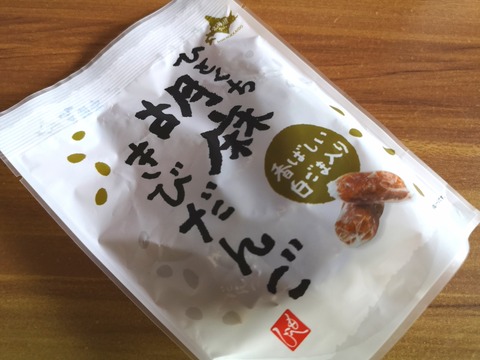 ひとくち
胡麻
きびだんご
香ばしい
白ごま入り